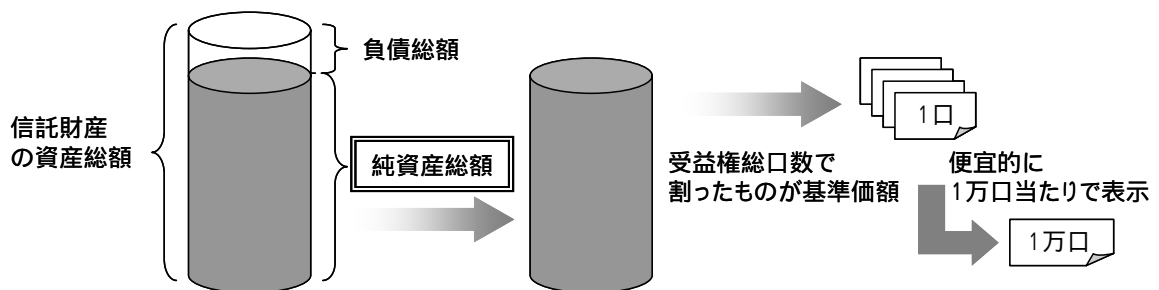 負債総額
信託財産
の資産総額
純資産総額
1口
受益権総口数で
割ったものが基準価額
便宜的に
1万口当たりで表示
1万口